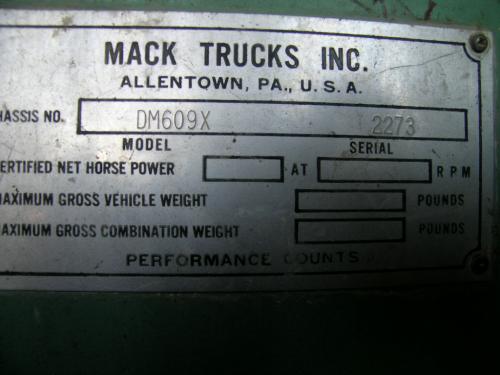 MACK TRUCKS INC.
ALLENTOWN, PA., U.S.A.
HASSIS NO. DM609X 2273
MODEL SERIAL
ERTIFIED NET HORSE POWER AT RPM
AXIMUM GROSS VEHICLE WEIGHT POUNDS
AXIMUM GROSS COMBINATION WEIGHT POUNDS
PERFORMANCE COUNTS